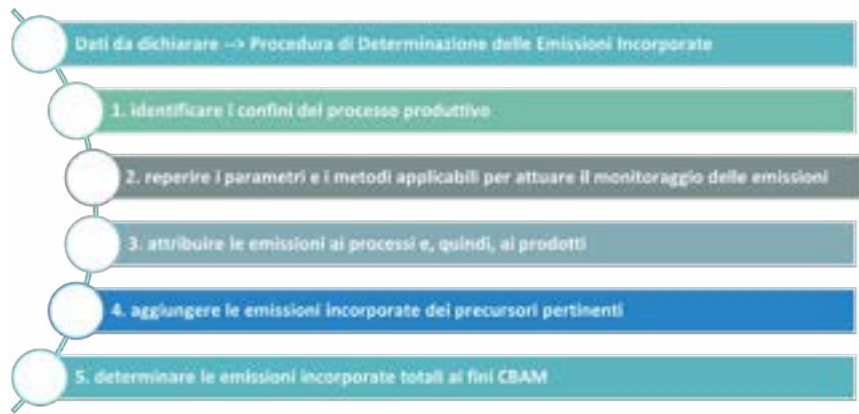 Dati da dichiarare --> Procedura di Determinazione delle Emissioni Incorporate
1. identificare i confini del processo produttivo
2. reperire i parametri e i metodi applicabili per attuare il monitoraggio delle emissioni
3. attribuire le emissioni ai processi e, quindi, ai prodotti
4. aggiungere le emissioni incorporate dei precursori pertinenti
5. determinare le emissioni incorporate totali ai fini CBAM